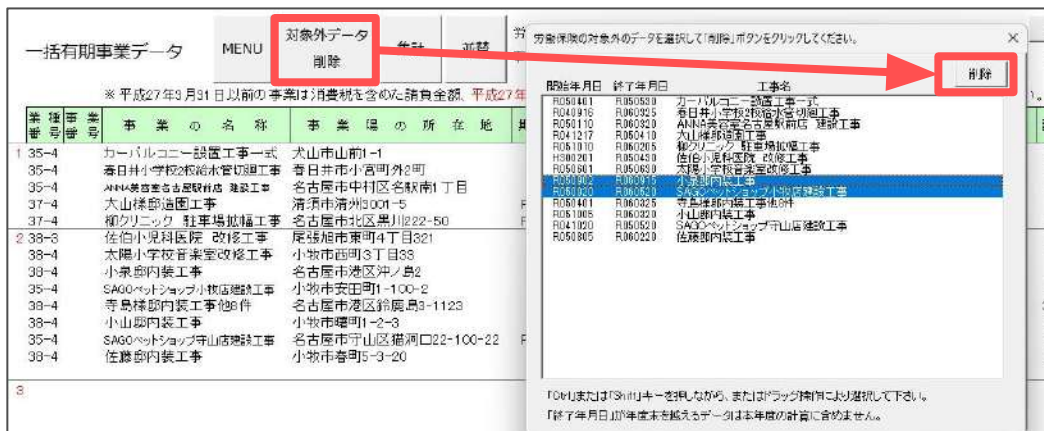 一括有期事業データ
MENU
対象外データ
削除
集計
並替
※平成27年3月31日以前の事業は消費税を含めた請負金額、平成27年
業種番号 事業番号 事業の名称 事業場の所在地
1 35-4 カーバルコニー設置工事一式 犬山市山前1-1
35-4 春日井小学校2校給水管切廻工事 春日井市小宮町外2町
35-4 ANNA美容室名古屋駅前店 建設工事 名古屋市中村区名駅南1丁目
37-4 大山様邸造園工事 清須市清州3001-5
37-4 柳クリニック 駐車場拡幅工事 名古屋市北区黒川222-50
2 38-3 佐伯小児科医院 改修工事 尾張旭市東町4丁目321
38-4 太陽小学校音楽室改修工事 小牧市西町3丁目33
38-4 小泉邸内装工事 名古屋市港区沖ノ島2
35-4 SAGOペットショップ小牧店建設工事 小牧市安田町1-100-2
38-4 寺島様邸内装工事他8件 名古屋市港区鈴鹿島3-1123
38-4 小山邸内装工事 小牧市曙町1-2-3
35-4 SAGOペットショップ守山店建設工事 名古屋市守山区猫洞口22-100-22
38-4 佐藤邸内装工事 小牧市春町5-3-20
3
労働保険の対象外のデータを選択して「削除」ボタンをクリックしてください。
削除
開始年月日 終了年月日 工事名
R050401 R050530 カーバルコニー設置工事一式
R040916 R060325 春日井小学校2校給水管切廻工事
R050110 R060320 ANNA美容室名古屋駅前店 建設工事
R041217 R050410 大山様邸造園工事
R051010 R060205 柳クリニック 駐車場拡幅工事
H300201 R050430 佐伯小児科医院 改修工事
R050601 R050630 太陽小学校音楽室改修工事
R050902 R060915 小泉邸内装工事
R050020 R050520 SAGOペットショップ小牧店建設工事
R050401 R060325 寺島様邸内装工事他8件
R051005 R060320 小山邸内装工事
R041020 R050520 SAGOペットショップ守山店建設工事
R050805 R060220 佐藤邸内装工事
「Ctrl」または「Shift」キーを押しながら、またはドラッグ操作により選択して下さい。
「終了年月日」が年度末を越えるデータは本年度の計算に含めません。